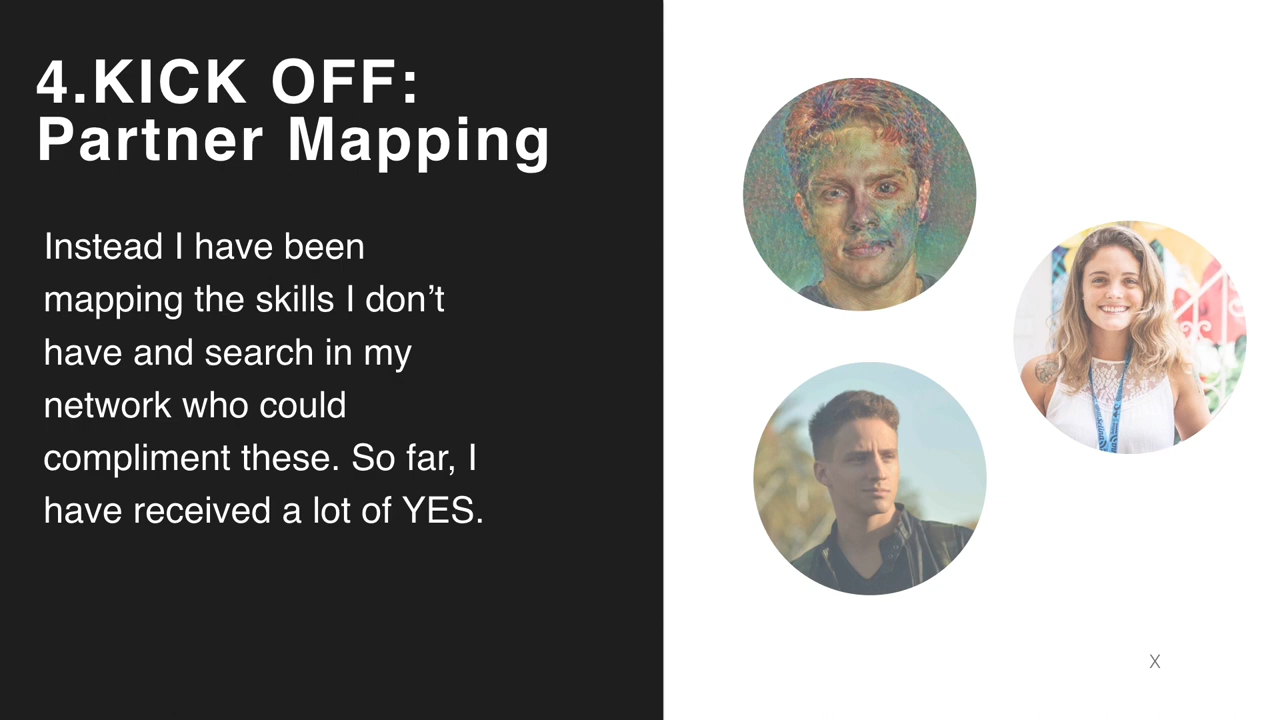 4.KICK OFF:
Partner Mapping
Instead I have been
mapping the skills I don’t
have and search in my
network who could
compliment these. So far, I
have received a lot of YES.
X